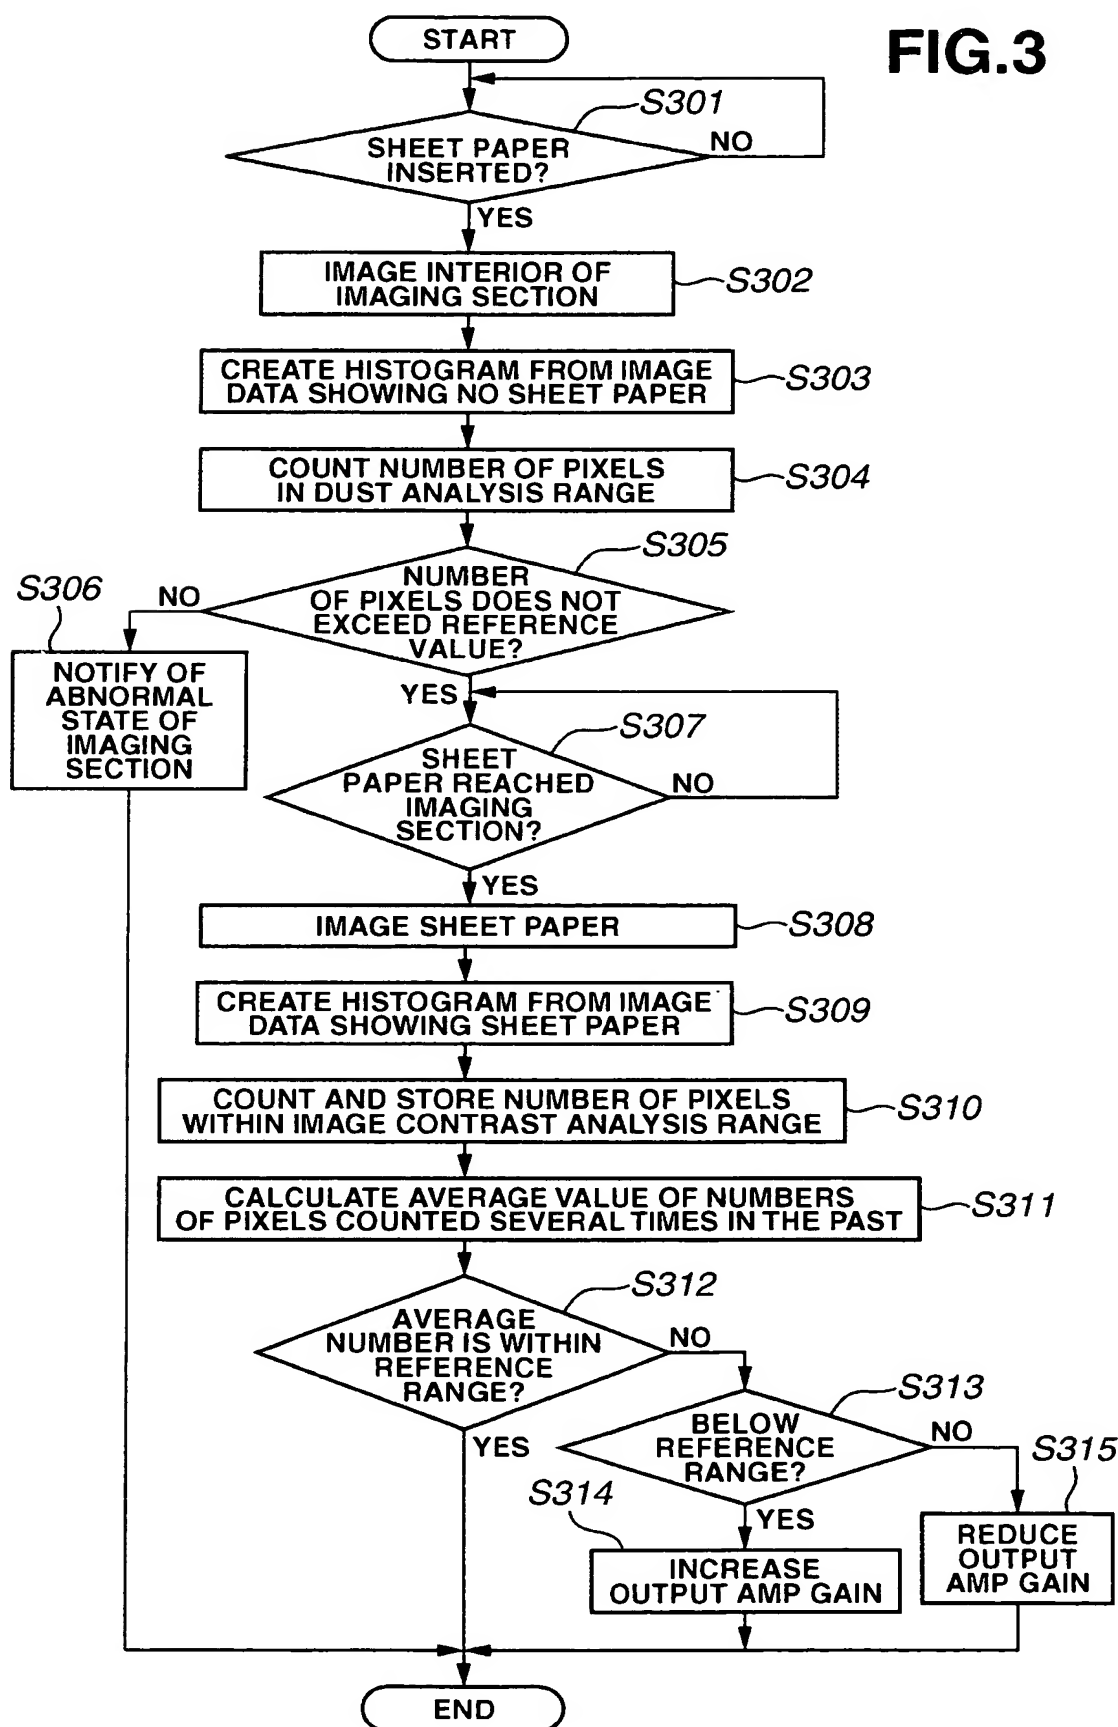 START
FIG.3
S301
SHEET PAPER
INSERTED?
NO
YES
IMAGE INTERIOR OF
IMAGING SECTION
S302
CREATE HISTOGRAM FROM IMAGE
DATA SHOWING NO SHEET PAPER
S303
COUNT NUMBER OF PIXELS
IN DUST ANALYSIS RANGE
S304
S305
NUMBER
OF PIXELS DOES NOT
EXCEED REFERENCE
VALUE?
NO
S306
NOTIFY OF
ABNORMAL
STATE OF
IMAGING
SECTION
YES
S307
SHEET
PAPER REACHED
IMAGING
SECTION?
NO
YES
IMAGE SHEET PAPER
S308
CREATE HISTOGRAM FROM IMAGE
DATA SHOWING SHEET PAPER
S309
COUNT AND STORE NUMBER OF PIXELS
WITHIN IMAGE CONTRAST ANALYSIS RANGE
S310
CALCULATE AVERAGE VALUE OF NUMBERS
OF PIXELS COUNTED SEVERAL TIMES IN THE PAST
S311
S312
AVERAGE
NUMBER IS WITHIN
REFERENCE
RANGE?
NO
YES
S313
BELOW
REFERENCE
RANGE?
NO
S315
S314
YES
INCREASE
OUTPUT AMP GAIN
REDUCE
OUTPUT
AMP GAIN
END